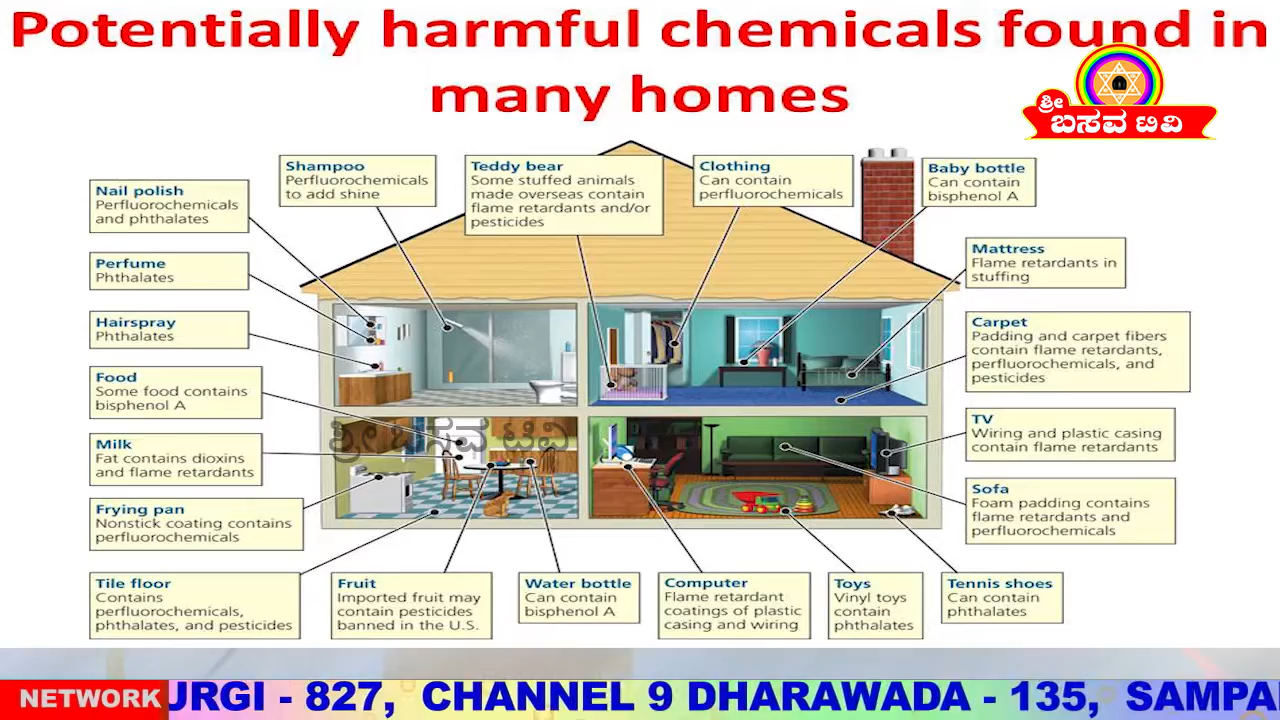 Potentially harmful chemicals found in
many homes
ಶ್ರೀ
ಬಸವ ಟಿವಿ
Shampoo
Perfluorochemicals
to add shine
Teddy bear
Some stuffed animals
made overseas contain
flame retardants and/or
pesticides
Clothing
Can contain
perfluorochemicals
Baby bottle
Can contain
bisphenol A
Nail polish
Perfluorochemicals
and phthalates
Mattress
Flame retardants in
stuffing
Perfume
Phthalates
Hairspray
Phthalates
Carpet
Padding and carpet fibers
contain flame retardants,
perfluorochemicals, and
pesticides
Food
Some food contains
bisphenol A
TV
Wiring and plastic casing
contain flame retardants
ಶ್ರೀ ಬಸವ ಟಿವಿ
Milk
Fat contains dioxins
and flame retardants
Sofa
Foam padding contains
flame retardants and
perfluorochemicals
Frying pan
Nonstick coating contains
perfluorochemicals
Tile floor
Contains
perfluorochemicals,
phthalates, and pesticides
Fruit
Imported fruit may
contain pesticides
banned in the U.S.
Water bottle
Can contain
bisphenol A
Computer
Flame retardant
coatings of plastic
casing and wiring
Toys
Vinyl toys
contain
phthalates
Tennis shoes
Can contain
phthalates
NETWORK URGI - 827, CHANNEL 9 DHARAWADA - 135, SAMPA